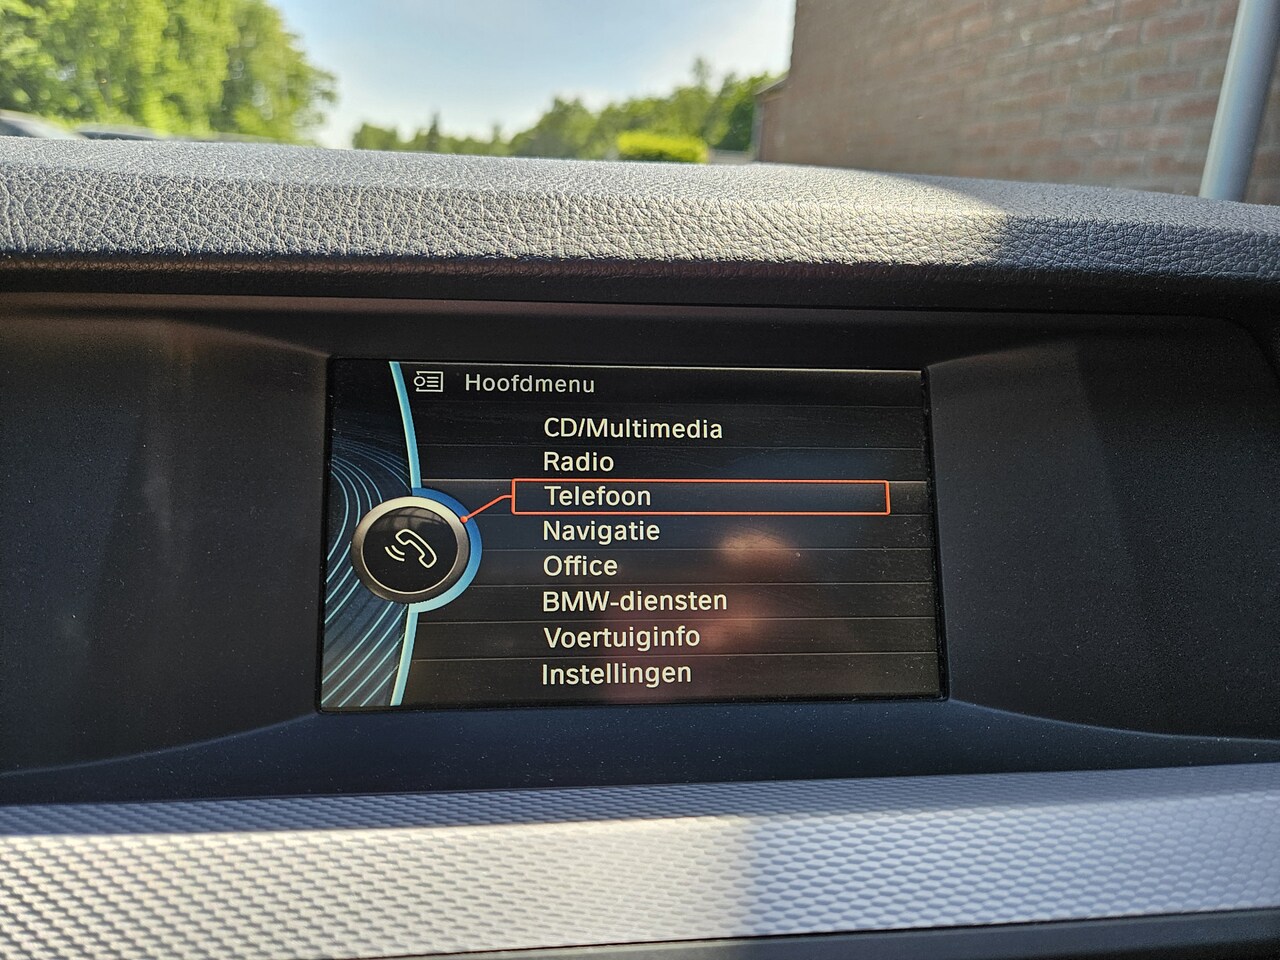 Hoofdmenu
CD/Multimedia
Radio
Telefoon
Navigatie
Office
BMW-diensten
Voertuiginfo
Instellingen